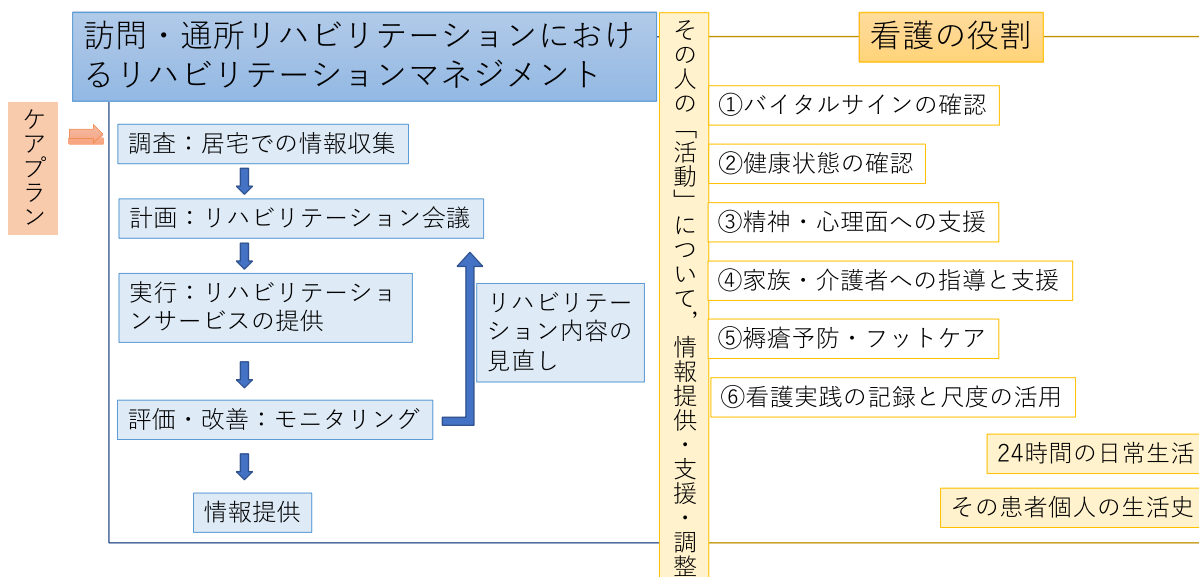 訪問・通所リハビリテーションにおけ
るリハビリテーションマネジメント
ケアプラン
調査：居宅での情報収集
計画：リハビリテーション会議
実行：リハビリテーショ
ンサービスの提供
評価・改善：モニタリング
情報提供
リハビリテー
ション内容の
見直し
その人の「活動」について，情報提供・支援・調整
看護の役割
①バイタルサインの確認
②健康状態の確認
③精神・心理面への支援
④家族・介護者への指導と支援
⑤褥瘡予防・フットケア
⑥看護実践の記録と尺度の活用
24時間の日常生活
その患者個人の生活史